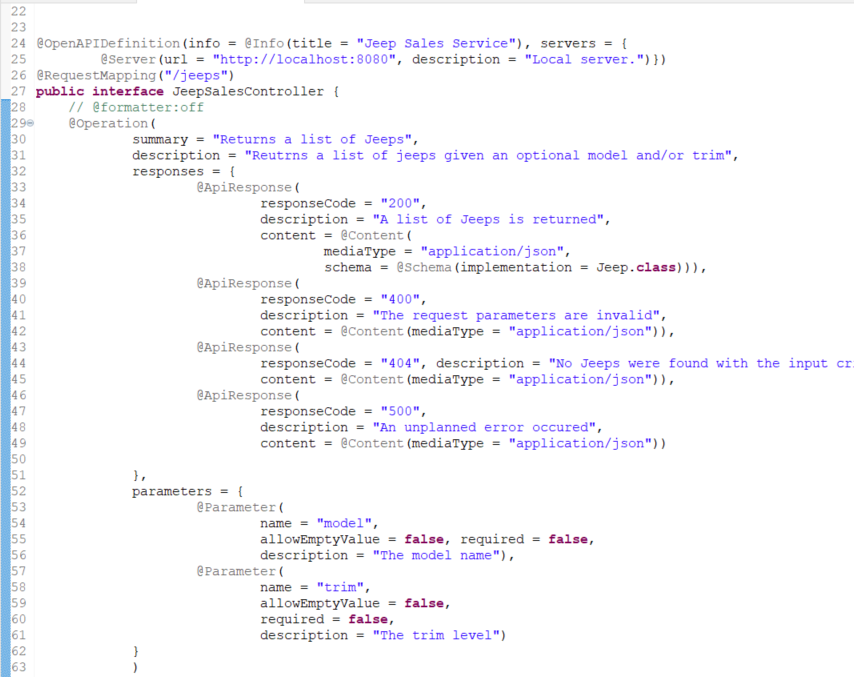 22
23
24 @OpenAPIDefinition(info = @Info(title = "Jeep Sales Service"), servers = {
25         @Server(url = "http://localhost:8080", description = "Local server.")})
26 @RequestMapping("/jeeps")
27 public interface JeepSalesController {
28     // @formatter:off
29     @Operation(
30             summary = "Returns a list of Jeeps",
31             description = "Reutrns a list of jeeps given an optional model and/or trim",
32             responses = {
33                     @ApiResponse(
34                             responseCode = "200",
35                             description = "A list of Jeeps is returned",
36                             content = @Content(
37                                     mediaType = "application/json",
38                                     schema = @Schema(implementation = Jeep.class))),
39                     @ApiResponse(
40                             responseCode = "400",
41                             description = "The request parameters are invalid",
42                             content = @Content(mediaType = "application/json")),
43                     @ApiResponse(
44                             responseCode = "404", description = "No Jeeps were found with the input cr
45                             content = @Content(mediaType = "application/json")),
46                     @ApiResponse(
47                             responseCode = "500",
48                             description = "An unplanned error occured",
49                             content = @Content(mediaType = "application/json"))
50
51             },
52             parameters = {
53                     @Parameter(
54                             name = "model",
55                             allowEmptyValue = false, required = false,
56                             description = "The model name"),
57                     @Parameter(
58                             name = "trim",
59                             allowEmptyValue = false,
60                             required = false,
61                             description = "The trim level")
62             }
63             )